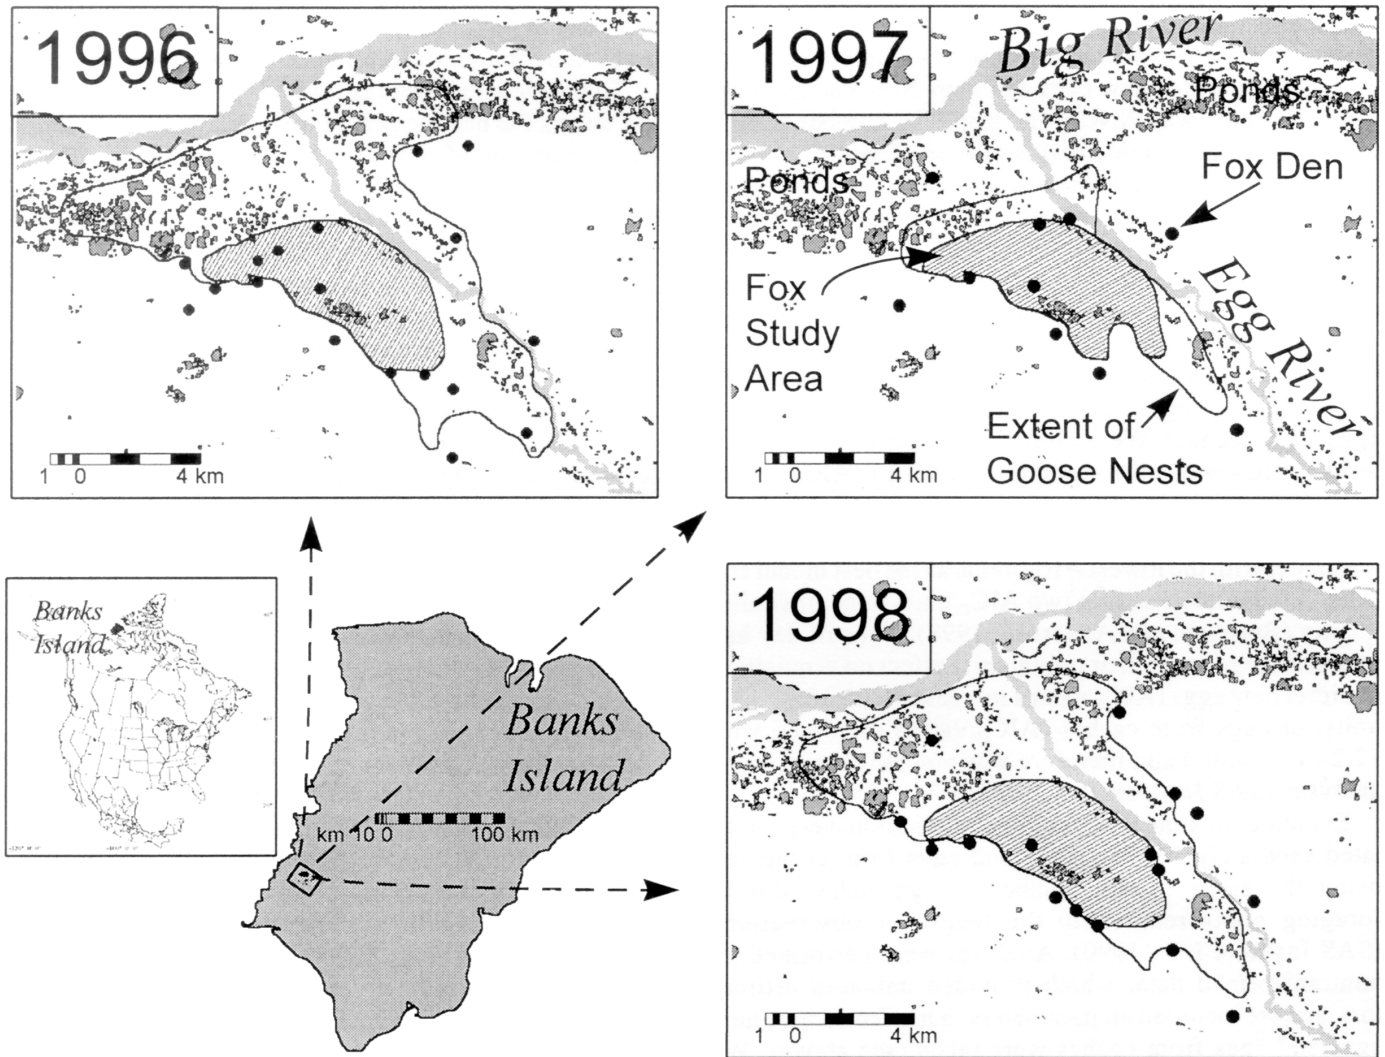 1996
1 0 4 km
1997
Big River
Ponds
Ponds
Fox Den
Fox
Study
Area
Egg River
Extent of
Goose Nests
1 0 4 km
Banks
Island
Banks
Island
km 10 0 100 km
1998
1 0 4 km